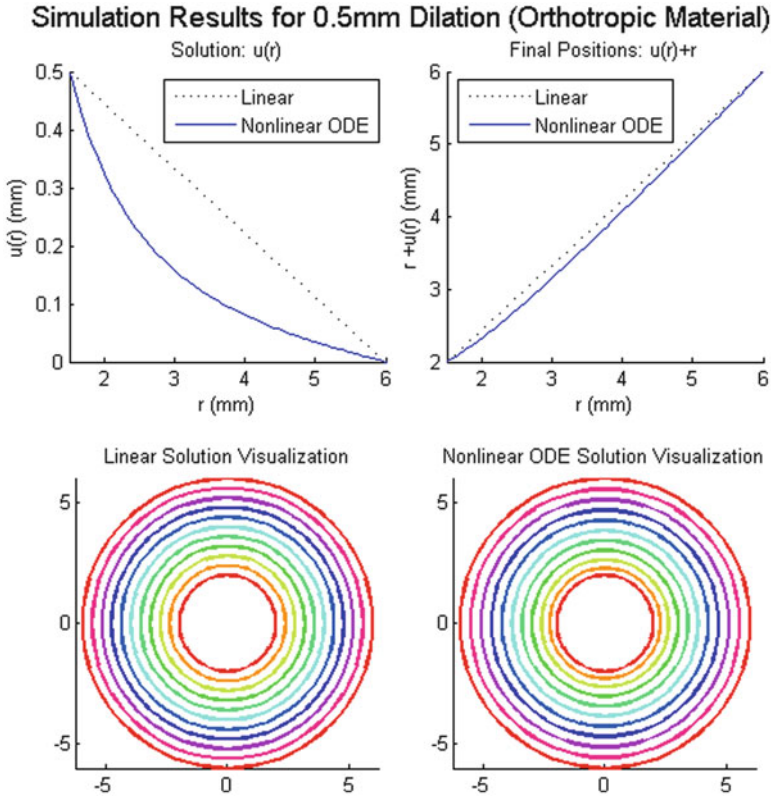 Simulation Results for 0.5mm Dilation (Orthotropic Material)
Solution: u(r)
0.5
0.4
0.3
0.2
0.1
0
u(r) (mm)
Linear
Nonlinear ODE
2 3 4 5 6
r (mm)
Final Positions: u(r)+r
6
5
4
3
2
r +u(r) (mm)
Linear
Nonlinear ODE
2 3 4 5 6
r (mm)
Linear Solution Visualization
5
0
-5
-5 0 5
Nonlinear ODE Solution Visualization
5
0
-5
-5 0 5